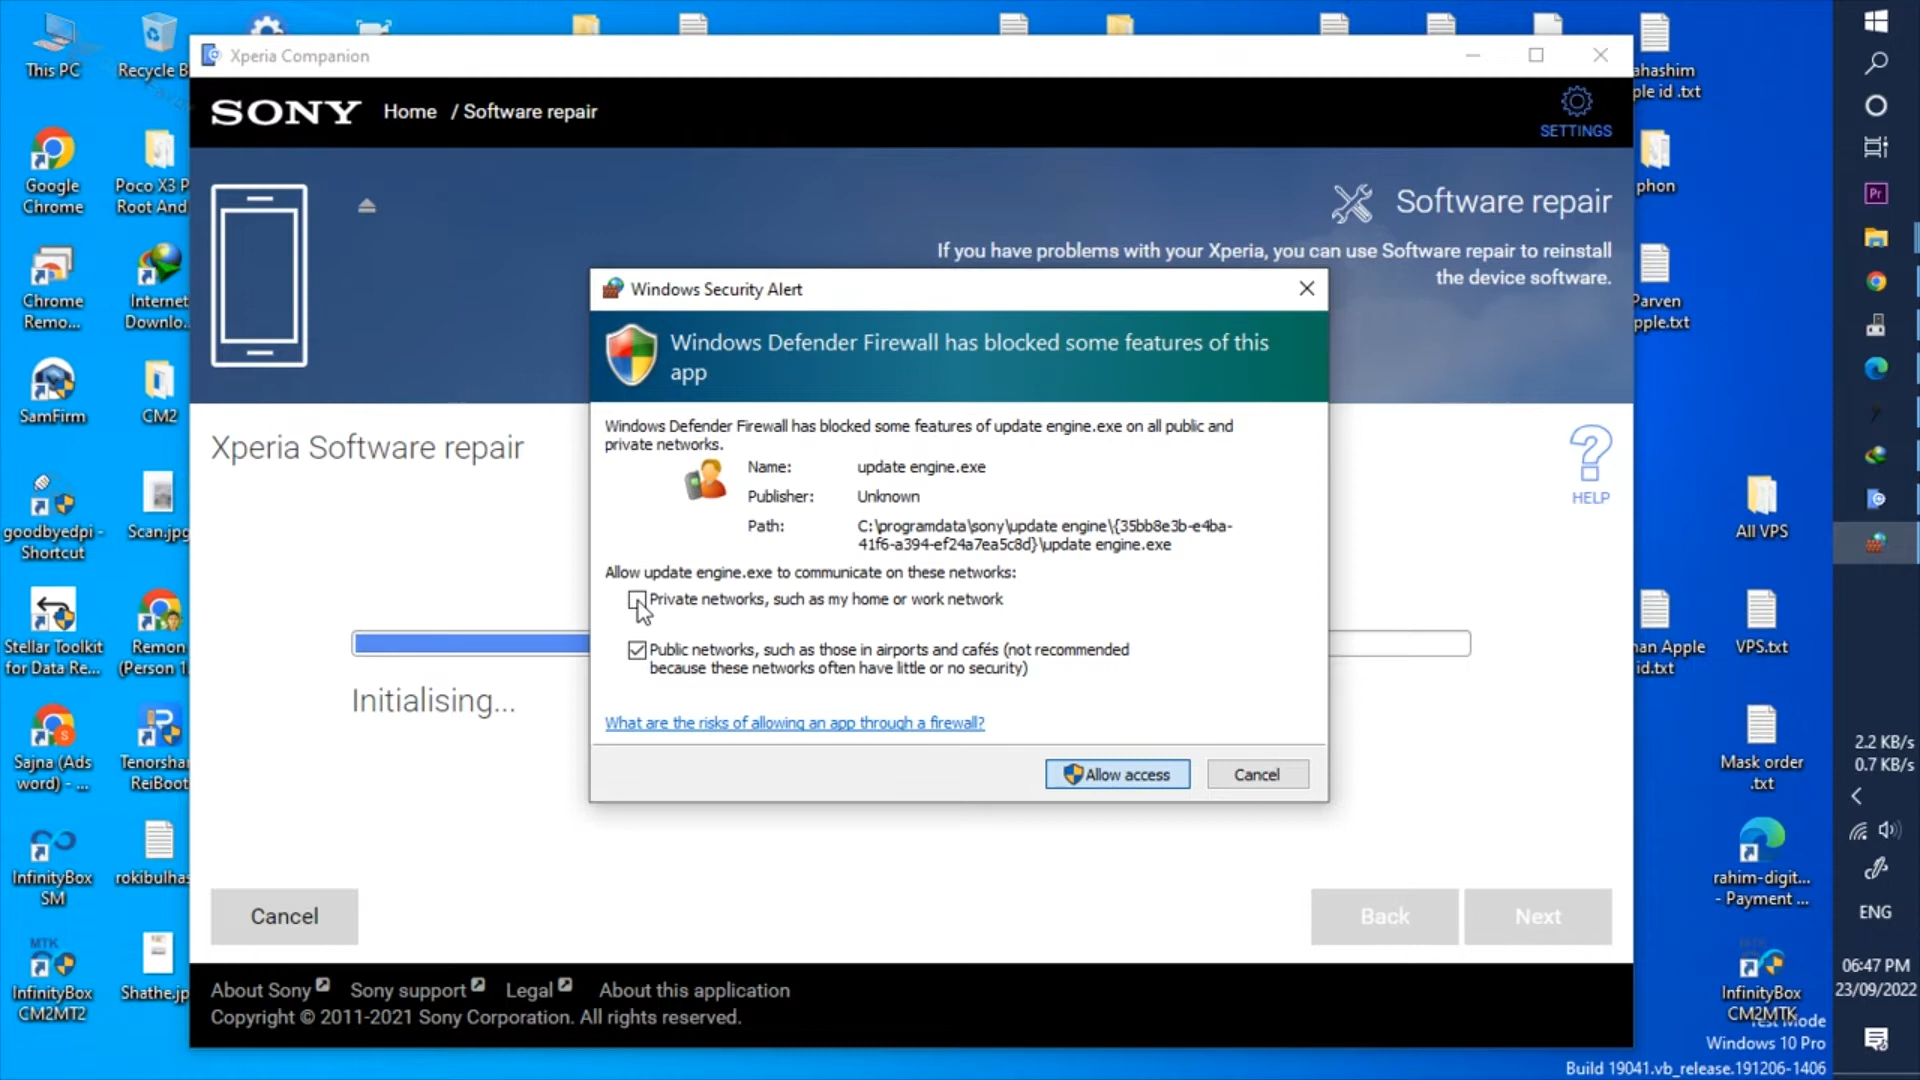 This PC
Recycle B
Xperia Companion
SONY
Home / Software repair
SETTINGS
Software repair
If you have problems with your Xperia, you can use Software repair to reinstall
the device software.
Windows Security Alert
Windows Defender Firewall has blocked some features of this
app
Windows Defender Firewall has blocked some features of update engine.exe on all public and
private networks.
Name: update engine.exe
Publisher: Unknown
Path: C:\programdata\sony\update engine\{35bb8e3b-e4ba-
41f6-a394-ef24a7ea5c8d}\update engine.exe
Allow update engine.exe to communicate on these networks:
Private networks, such as my home or work network
Public networks, such as those in airports and cafés (not recommended
because these networks often have little or no security)
What are the risks of allowing an app through a firewall?
Allow access
Cancel
Xperia Software repair
HELP
Initialising...
Cancel
Back
Next
About Sony
Sony support
Legal
About this application
Copyright © 2011-2021 Sony Corporation. All rights reserved.
Google
Chrome
Poco X3 P
Root And
Chrome
Remo...
Internet
Downlo...
SamFirm
CM2
goodbyedpi -
Shortcut
Scan.jpg
Stellar Toolkit
for Data Re...
Remon
(Person 1
Sajna (Ads
word) - ...
Tenorshar
ReiBoot
InfinityBox
SM
rokibulhas
MTK
InfinityBox
CM2MT2
Shathe.jp
ahashim
ple id .txt
phon
Parven
pple.txt
All VPS
nan Apple
id.txt
VPS.txt
Mask order
.txt
rahim-digit...
- Payment ...
InfinityBox
CM2MTK
Test Mode
Windows 10 Pro
Build 19041.vb_release.191206-1406
Pr
2.2 KB/s
0.7 KB/s
ENG
06:47 PM
23/09/2022